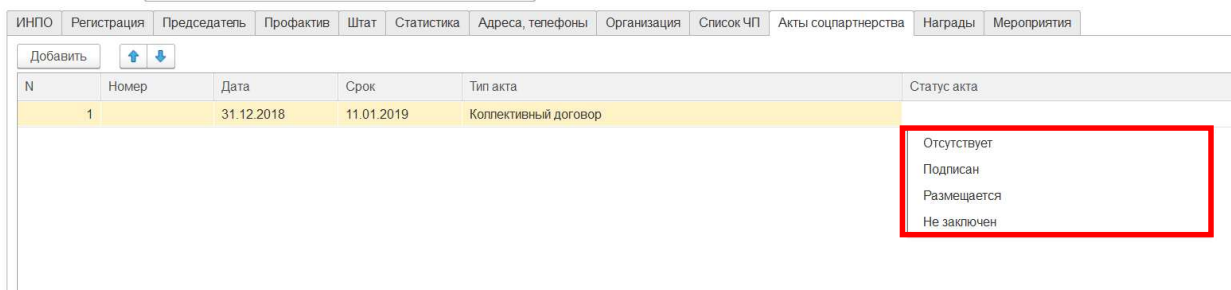 ИНПО Регистрация Председатель Профактив Штат Статистика Адреса, телефоны Организация Список ЧП Акты соцпартнерства Награды Мероприятия
Добавить
N Номер Дата Срок Тип акта Статус акта
1 31.12.2018 11.01.2019 Коллективный договор
Отсутствует
Подписан
Размещается
Не заключен